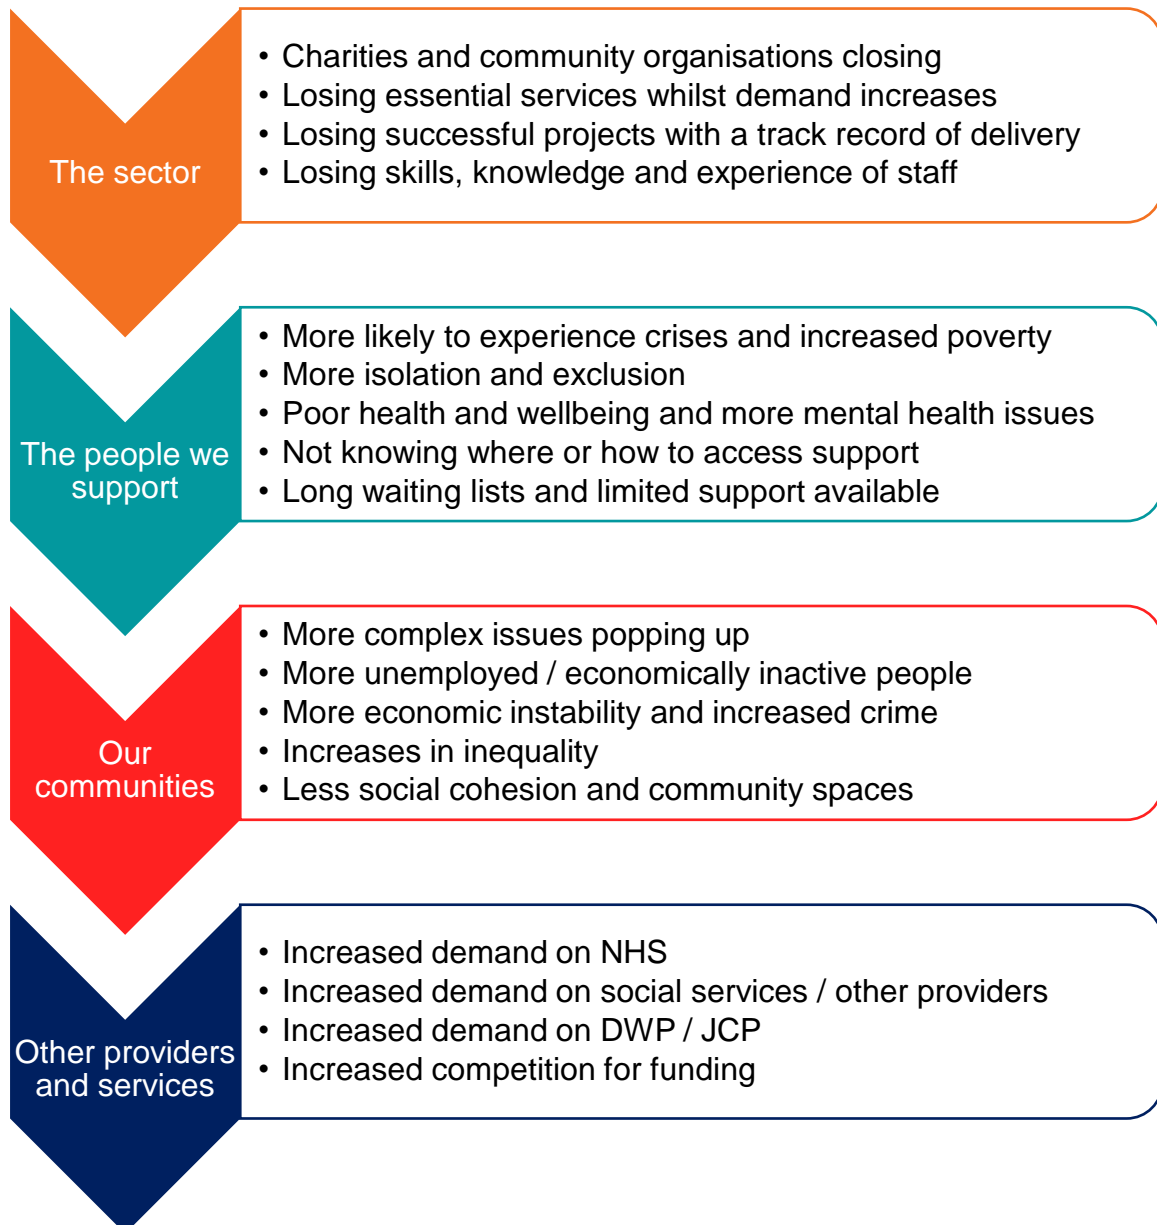 The sector
• Charities and community organisations closing
• Losing essential services whilst demand increases
• Losing successful projects with a track record of delivery
• Losing skills, knowledge and experience of staff
The people we
support
• More likely to experience crises and increased poverty
• More isolation and exclusion
• Poor health and wellbeing and more mental health issues
• Not knowing where or how to access support
• Long waiting lists and limited support available
Our
communities
• More complex issues popping up
• More unemployed / economically inactive people
• More economic instability and increased crime
• Increases in inequality
• Less social cohesion and community spaces
Other providers
and services
• Increased demand on NHS
• Increased demand on social services / other providers
• Increased demand on DWP / JCP
• Increased competition for funding